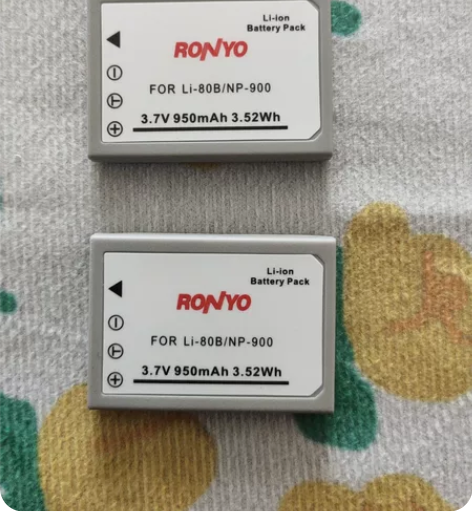 Li-ion
Battery Pack
RONYO
FOR Li-80B/NP-900
3.7V 950mAh 3.52Wh
Li-ion
Battery Pack
RONYO
FOR Li-80B/NP-900
3.7V 950mAh 3.52Wh